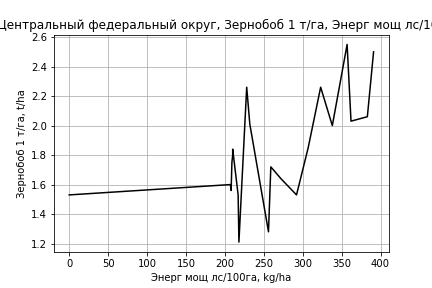 Центральный федеральный округ, Зернобоб 1 т/га, Энерг мощ лс/10
2.6
2.4
2.2
2.0
1.8
1.6
1.4
1.2
Зернобоб 1 т/га, t/ha
0 50 100 150 200 250 300 350 400
Энерг мощ лс/100га, kg/ha